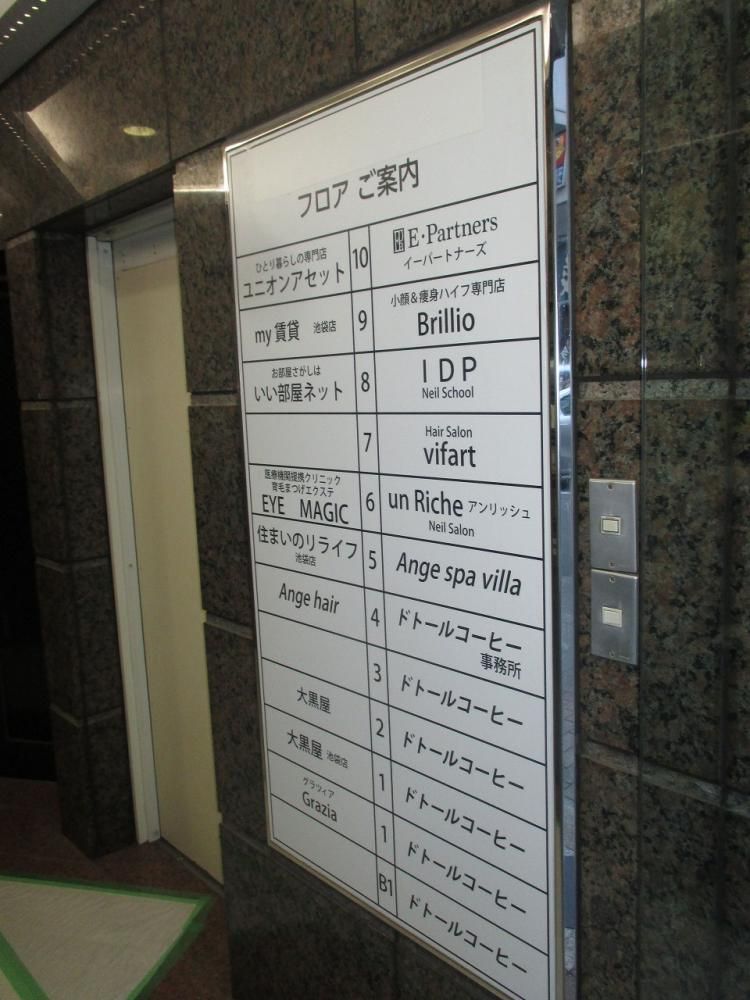 フロア ご案内
ひとり暮らしの専門店
ユニオンアセット
10
E・Partners
イーパートナーズ
my 賃貸 池袋店
9
小顔＆痩身ハイフ専門店
Brillio
お部屋さがしは
いい部屋ネット
8
I D P
Neil School
7
Hair Salon
vifart
医療機関提携クリニック
育毛まつげエクステ
EYE MAGIC
6
un Riche アンリッシュ
Neil Salon
住まいのリライフ
池袋店
5
Ange spa villa
Ange hair
4
ドトールコーヒー
事務所
3
ドトールコーヒー
大黒屋
2
ドトールコーヒー
大黒屋 池袋店
1
ドトールコーヒー
グラツィア
Grazia
1
ドトールコーヒー
B1
ドトールコーヒー